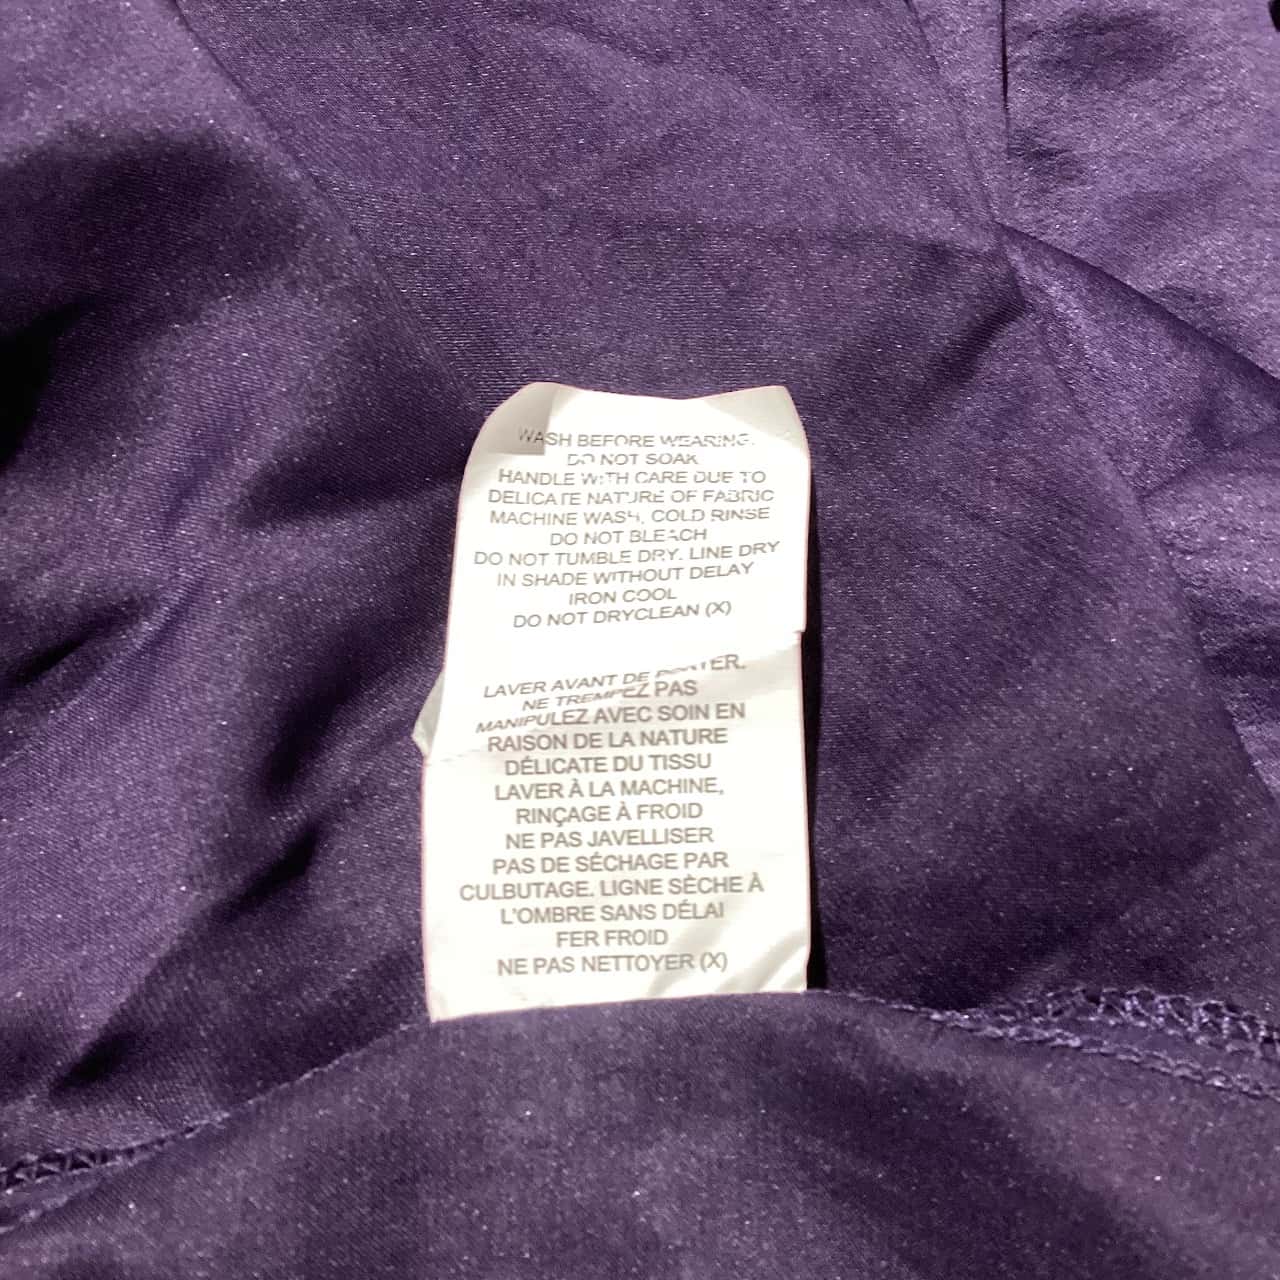 WASH BEFORE WEARING.
DO NOT SOAK
HANDLE WITH CARE DUE TO
DELICATE NATURE OF FABRIC
MACHINE WASH, COLD RINSE
DO NOT BLEACH
DO NOT TUMBLE DRY. LINE DRY
IN SHADE WITHOUT DELAY
IRON COOL
DO NOT DRYCLEAN (X)
LAVER AVANT DE PORTER.
NE TREMPEZ PAS
MANIPULEZ AVEC SOIN EN
RAISON DE LA NATURE
DÉLICATE DU TISSU
LAVER À LA MACHINE,
RINÇAGE À FROID
NE PAS JAVELLISER
PAS DE SÉCHAGE PAR
CULBUTAGE. LIGNE SÈCHE À
L'OMBRE SANS DÉLAI
FER FROID
NE PAS NETTOYER (X)